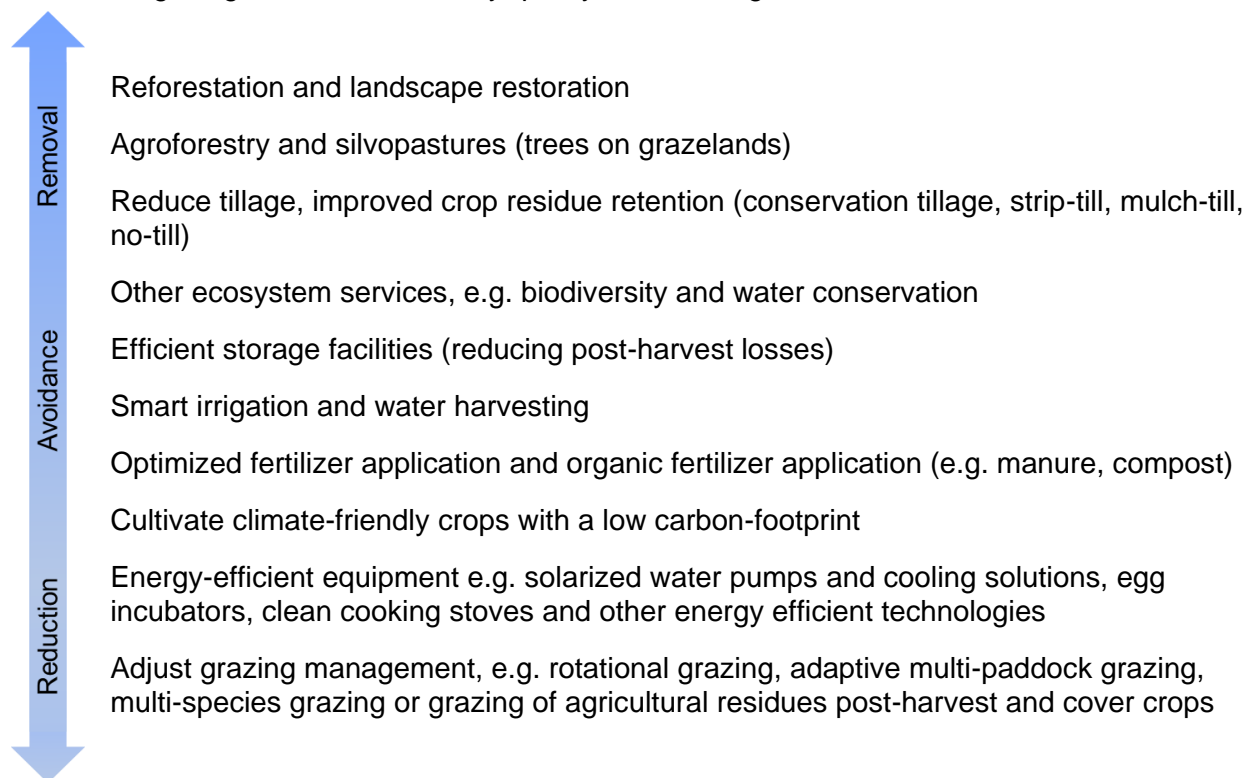 Reforestation and landscape restoration
Agroforestry and silvopastures (trees on grazelands)
Reduce tillage, improved crop residue retention (conservation tillage, strip-till, mulch-till,
no-till)
Other ecosystem services, e.g. biodiversity and water conservation
Efficient storage facilities (reducing post-harvest losses)
Smart irrigation and water harvesting
Optimized fertilizer application and organic fertilizer application (e.g. manure, compost)
Cultivate climate-friendly crops with a low carbon-footprint
Energy-efficient equipment e.g. solarized water pumps and cooling solutions, egg
incubators, clean cooking stoves and other energy efficient technologies
Adjust grazing management, e.g. rotational grazing, adaptive multi-paddock grazing,
multi-species grazing or grazing of agricultural residues post-harvest and cover crops
Removal
Avoidance
Reduction